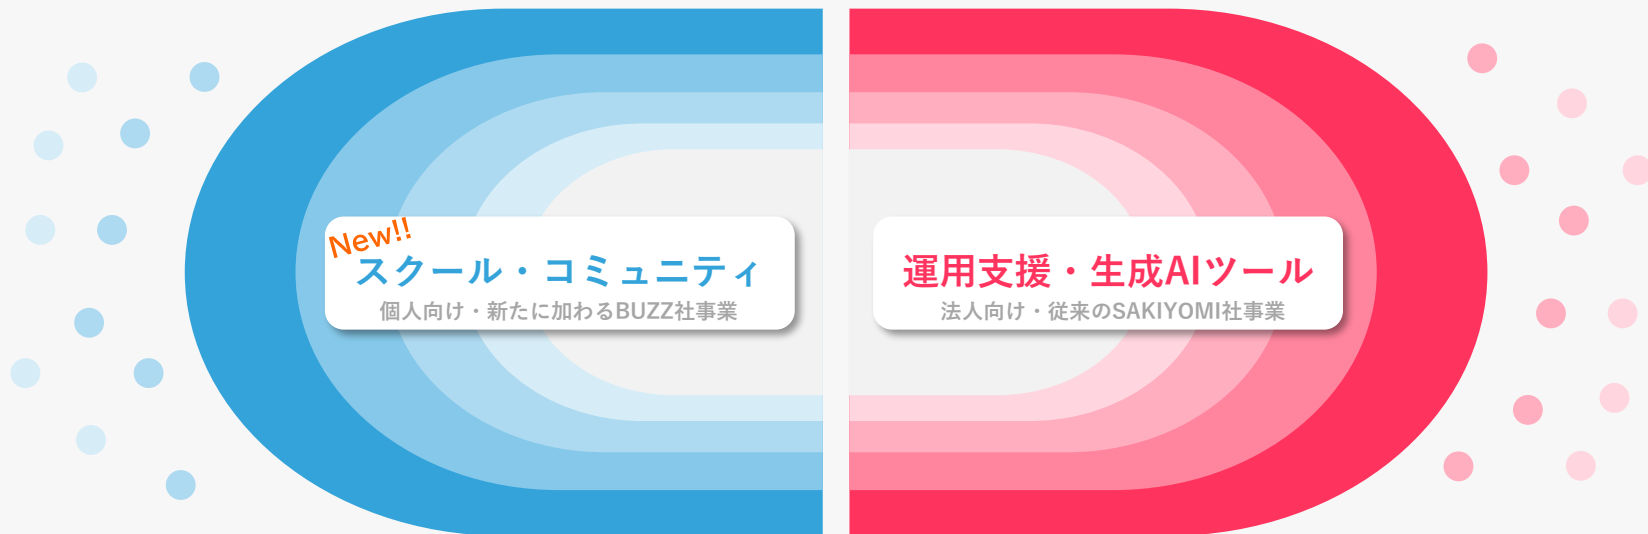 New!!
スクール・コミュニティ
個人向け・新たに加わるBUZZ社事業
運用支援・生成AIツール
法人向け・従来のSAKIYOMI社事業